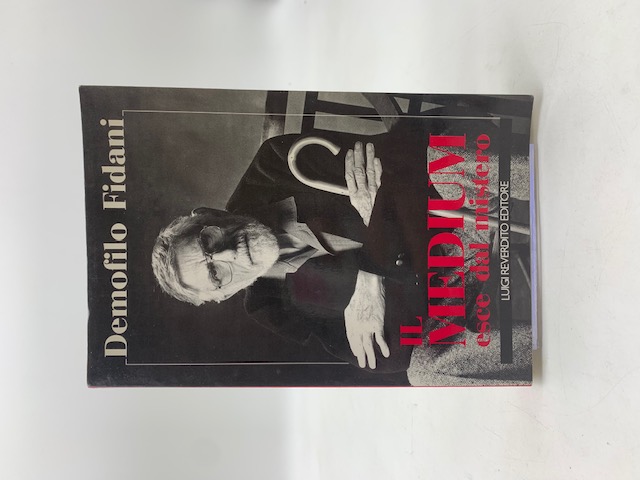 Demofilo Fidani
IL
MEDIUM
esce dal mistero
LUIGI REVERDITO EDITORE